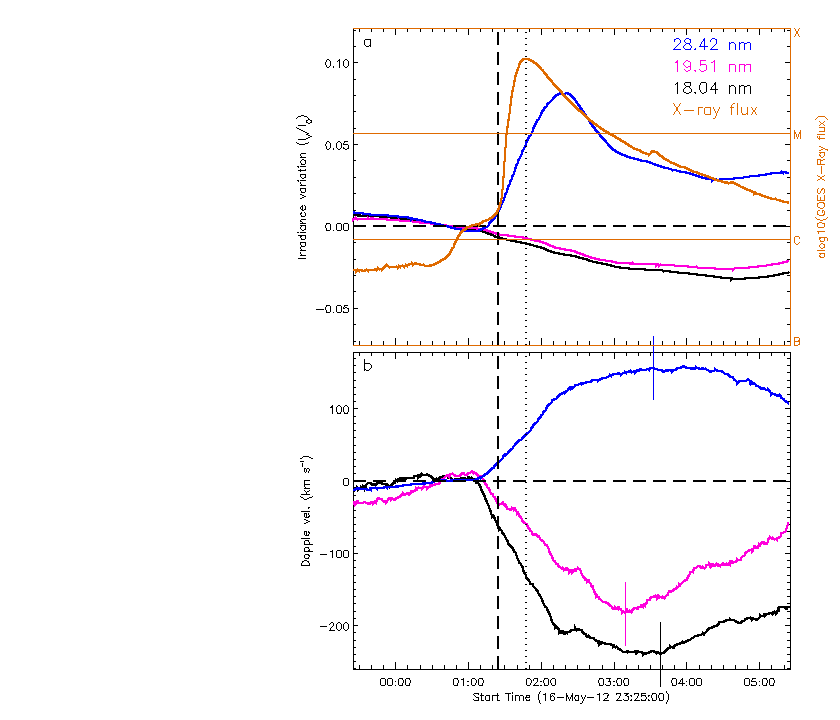 a
28.42 nm
19.51 nm
18.04 nm
X-ray flux
X
M
C
B
0.10
0.05
0.00
-0.05
Irradiance variation
alog10(GOES X-Ray flux)
b
100
0
-100
-200
Dopple vel. (km s⁻¹)
00:00 01:00 02:00 03:00 04:00 05:00
Start Time (16-May-12 23:25:00)